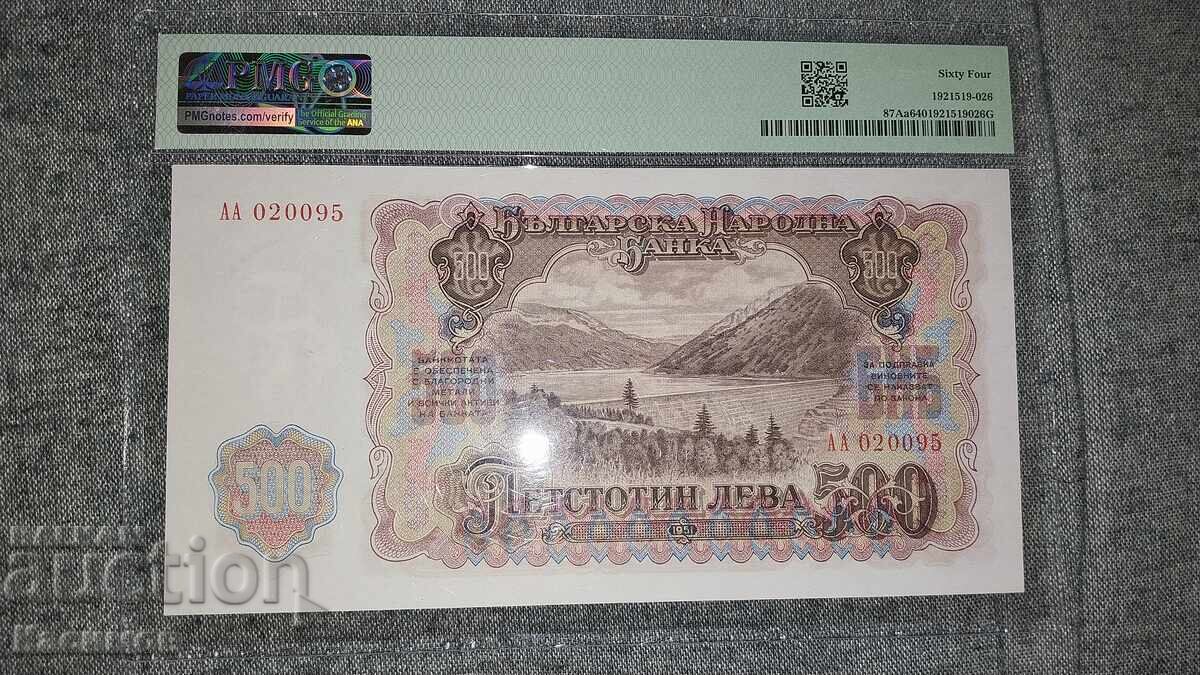 PMG
PMGnotes.com/verify
The Official Grading
Service of the ANA
Sixty Four
1921519-026
87Aa6401921519026G
АА 020095
Българска Народна
Банка
500
500
БАНКНОТАТА
Е ОБЕСПЕЧЕНА
С БЛАГОРОДНИ
МЕТАЛИ
И ВСИЧКИ АКТИВИ
НА БАНКАТА
ЗА ПОДПРАВКА
ВИНОВНИТЕ
СЕ НАКАЗВАТ
ПО ЗАКОНА
АА 020095
500
Петстотин лева 500
1951
auction